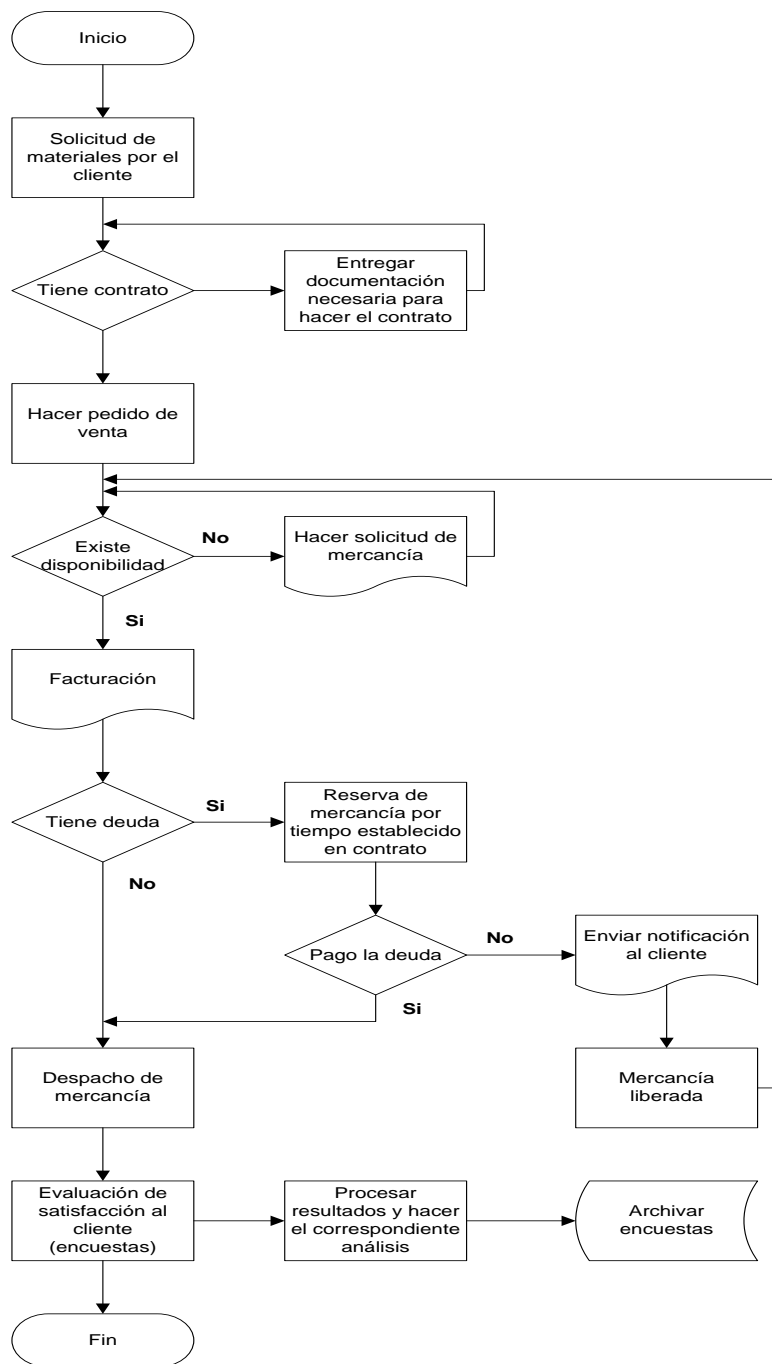 Inicio
Solicitud de
materiales por el
cliente
Tiene contrato
Entregar
documentación
necesaria para
hacer el contrato
Hacer pedido de
venta
Existe
disponibilidad
No
Hacer solicitud de
mercancía
Si
Facturación
Tiene deuda
Si
Reserva de
mercancía por
tiempo establecido
en contrato
No
Pago la deuda
No
Enviar notificación
al cliente
Si
Despacho de
mercancía
Mercancía
liberada
Evaluación de
satisfacción al
cliente
(encuestas)
Procesar
resultados y hacer
el correspondiente
análisis
Archivar
encuestas
Fin